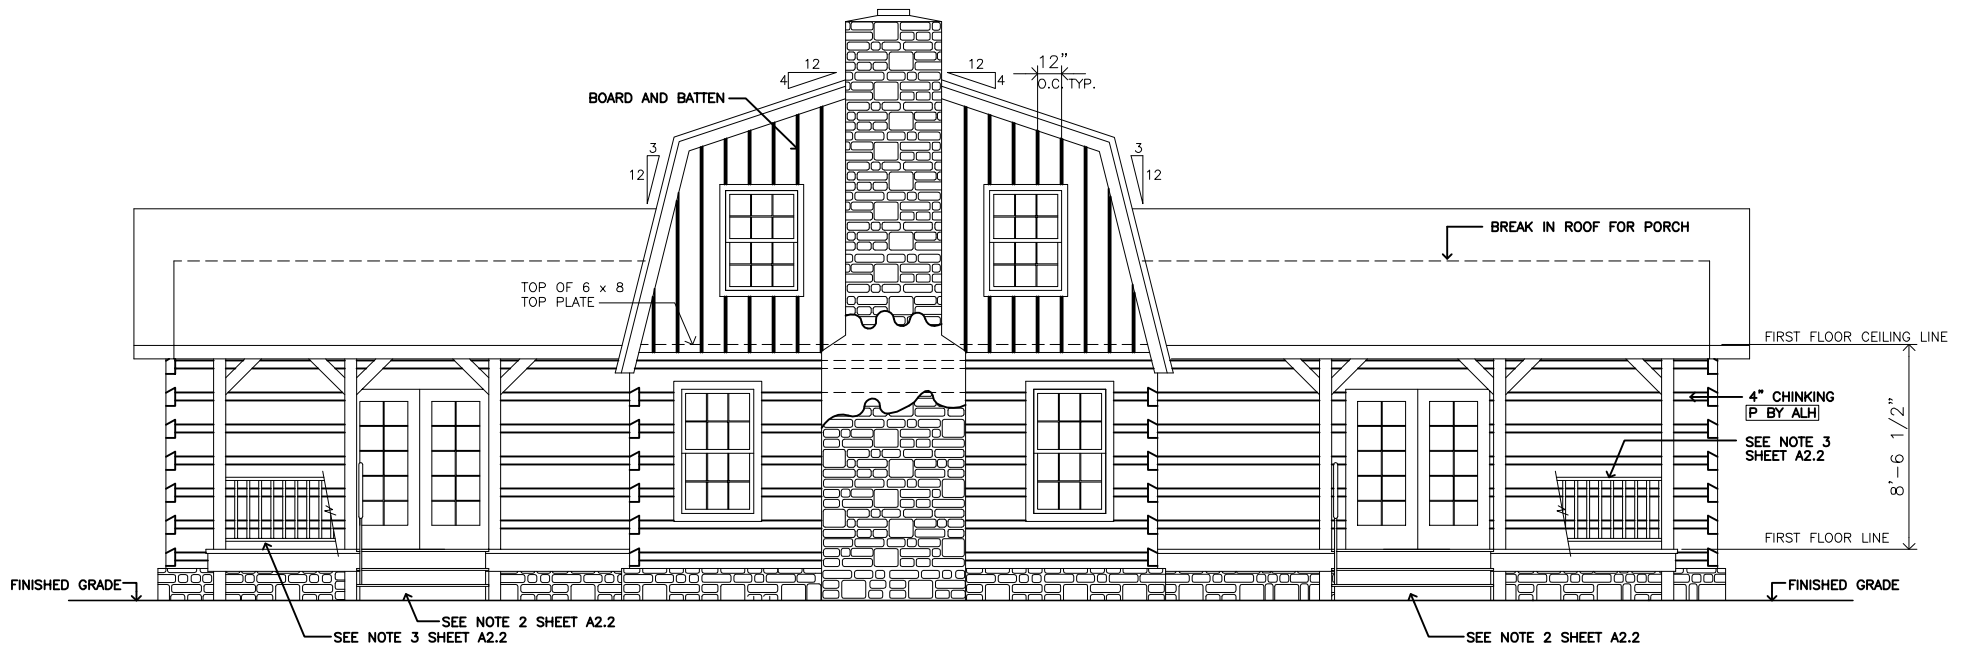 12
4
12
4
12”
O.C. TYP.
BOARD AND BATTEN
3
12
3
12
BREAK IN ROOF FOR PORCH
TOP OF 6 x 8
TOP PLATE
FIRST FLOOR CEILING LINE
4” CHINKING
P BY ALH
8’-6 1/2”
SEE NOTE 3
SHEET A2.2
FIRST FLOOR LINE
FINISHED GRADE
FINISHED GRADE
SEE NOTE 2 SHEET A2.2
SEE NOTE 3 SHEET A2.2
SEE NOTE 2 SHEET A2.2